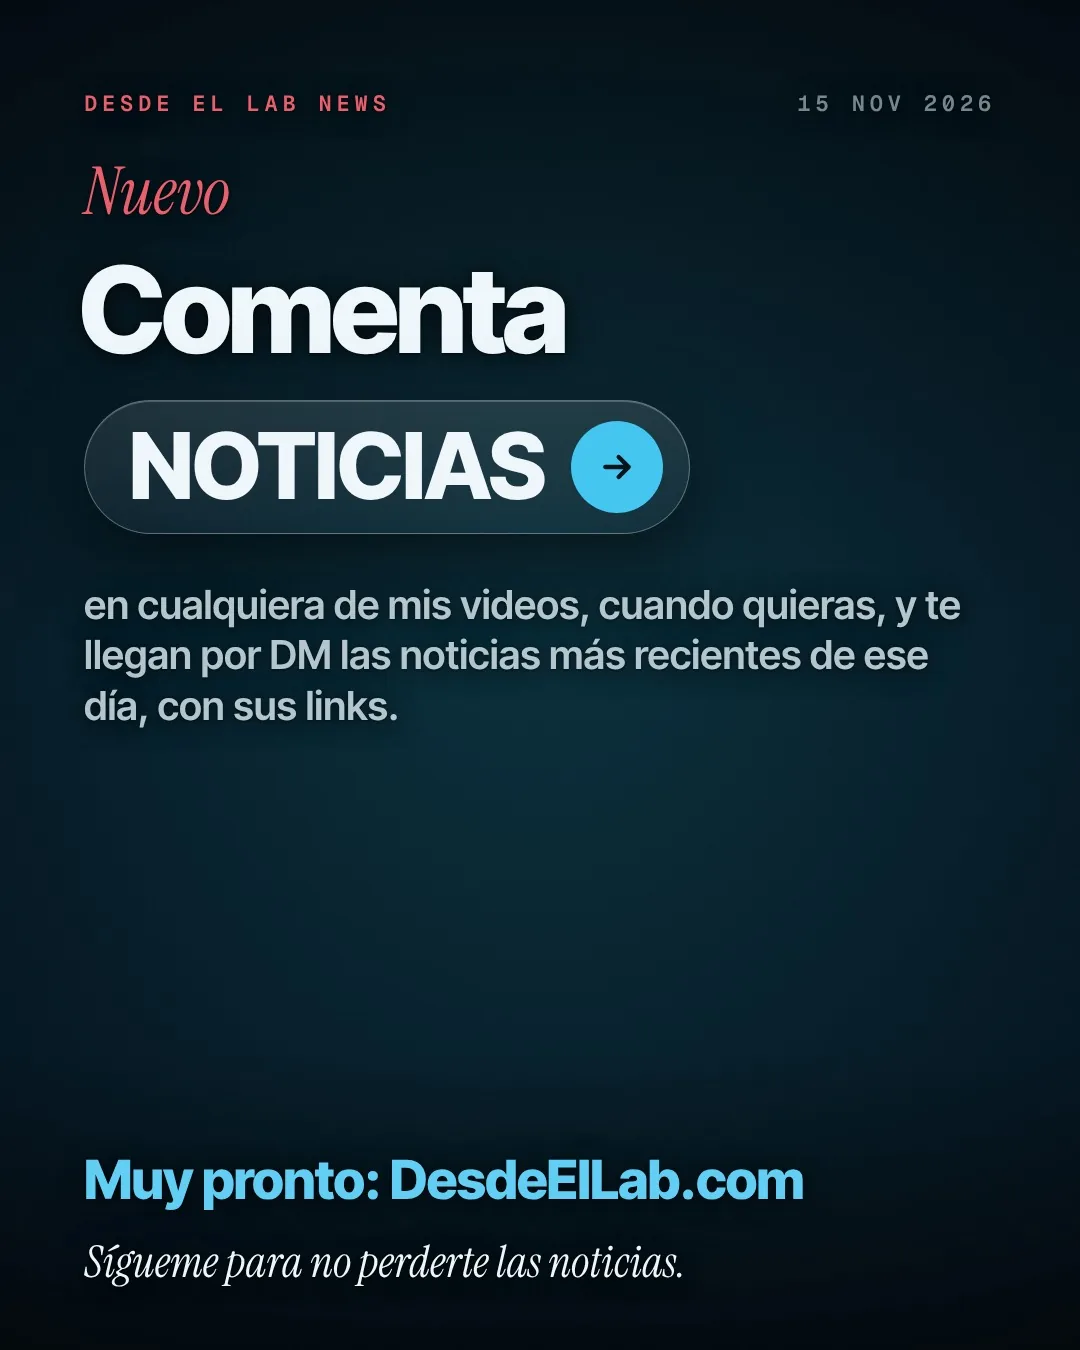 DESDE EL LAB NEWS
15 NOV 2026
Nuevo
Comenta
NOTICIAS
en cualquiera de mis videos, cuando quieras, y te
llegan por DM las noticias más recientes de ese
día, con sus links.
Muy pronto: DesdeElLab.com
Sígueme para no perderte las noticias.